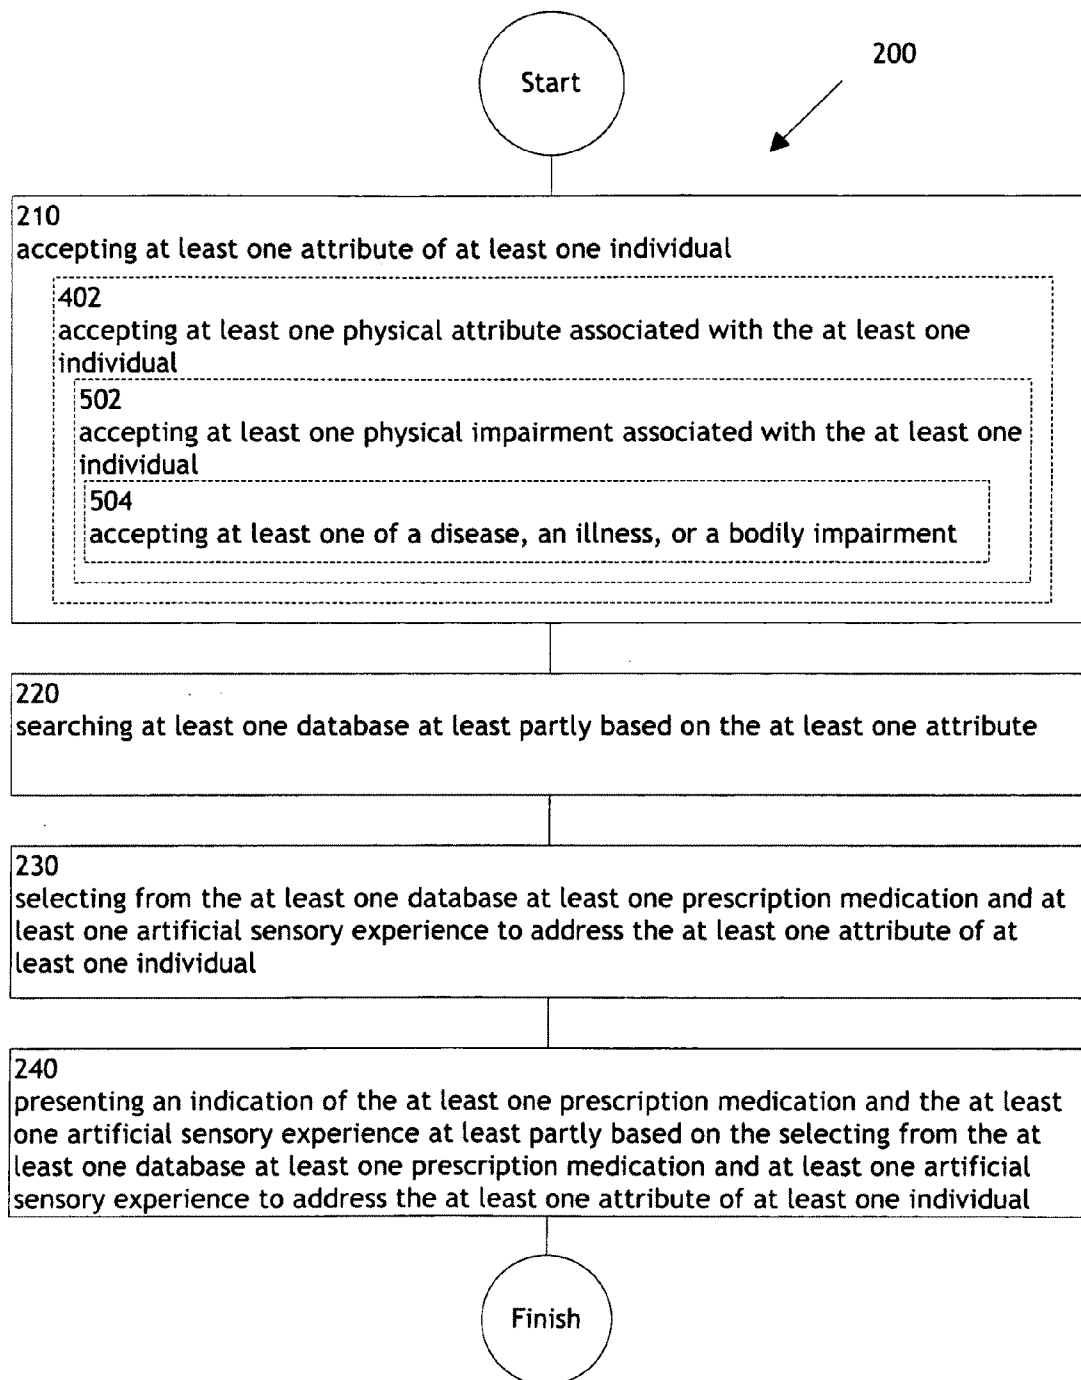 Start
200
210
accepting at least one attribute of at least one individual
402
accepting at least one physical attribute associated with the at least one
individual
502
accepting at least one physical impairment associated with the at least one
individual
504
accepting at least one of a disease, an illness, or a bodily impairment
220
searching at least one database at least partly based on the at least one attribute
230
selecting from the at least one database at least one prescription medication and at
least one artificial sensory experience to address the at least one attribute of at
least one individual
240
presenting an indication of the at least one prescription medication and the at least
one artificial sensory experience at least partly based on the selecting from the at
least one database at least one prescription medication and at least one artificial
sensory experience to address the at least one attribute of at least one individual
Finish